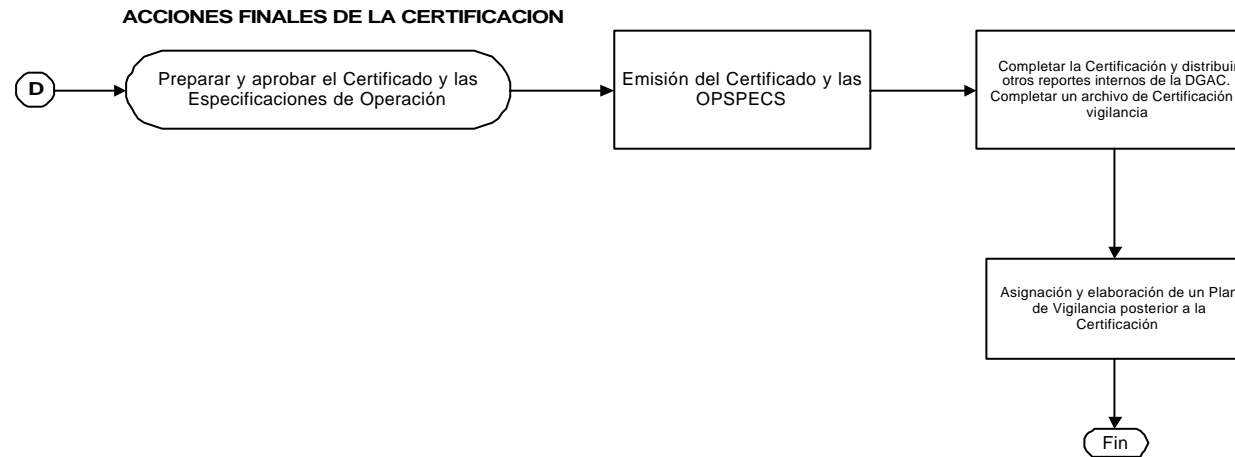 ACCIONES FINALES DE LA CERTIFICACION
D
Preparar y aprobar el Certificado y las
Especificaciones de Operación
Emisión del Certificado y las
OPSPECS
Completar la Certificación y distribuir
otros reportes internos de la DGAC.
Completar un archivo de Certificación
vigilancia
Asignación y elaboración de un Plan
de Vigilancia posterior a la
Certificación
Fin